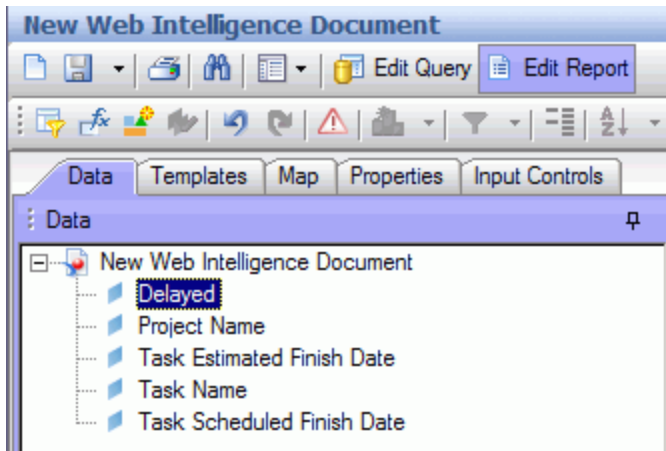 New Web Intelligence Document
Edit Query Edit Report
Data Templates Map Properties Input Controls
Data
New Web Intelligence Document
Delayed
Project Name
Task Estimated Finish Date
Task Name
Task Scheduled Finish Date